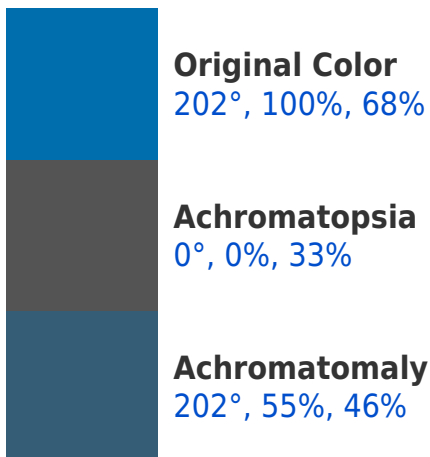 Original Color
202°, 100%, 68%
Achromatopsia
0°, 0%, 33%
Achromatomaly
202°, 55%, 46%